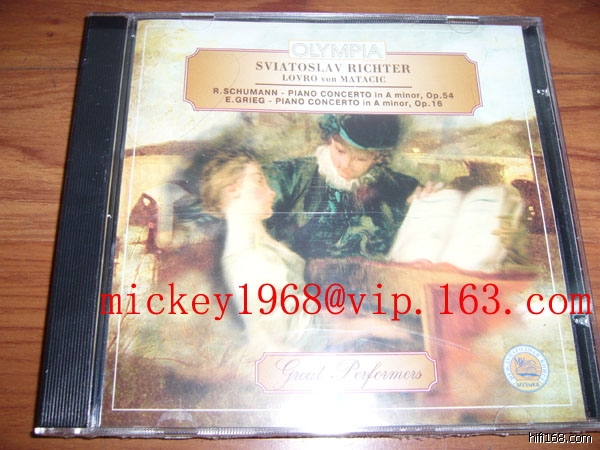 OLYMPIA
SVIATOSLAV RICHTER
LOVRO von MATACIC
R.SCHUMANN - PIANO CONCERTO in A minor, Op.54
E.GRIEG - PIANO CONCERTO in A minor, Op.16
mickey1968@vip.163.com
Great Performers
hifi168.com